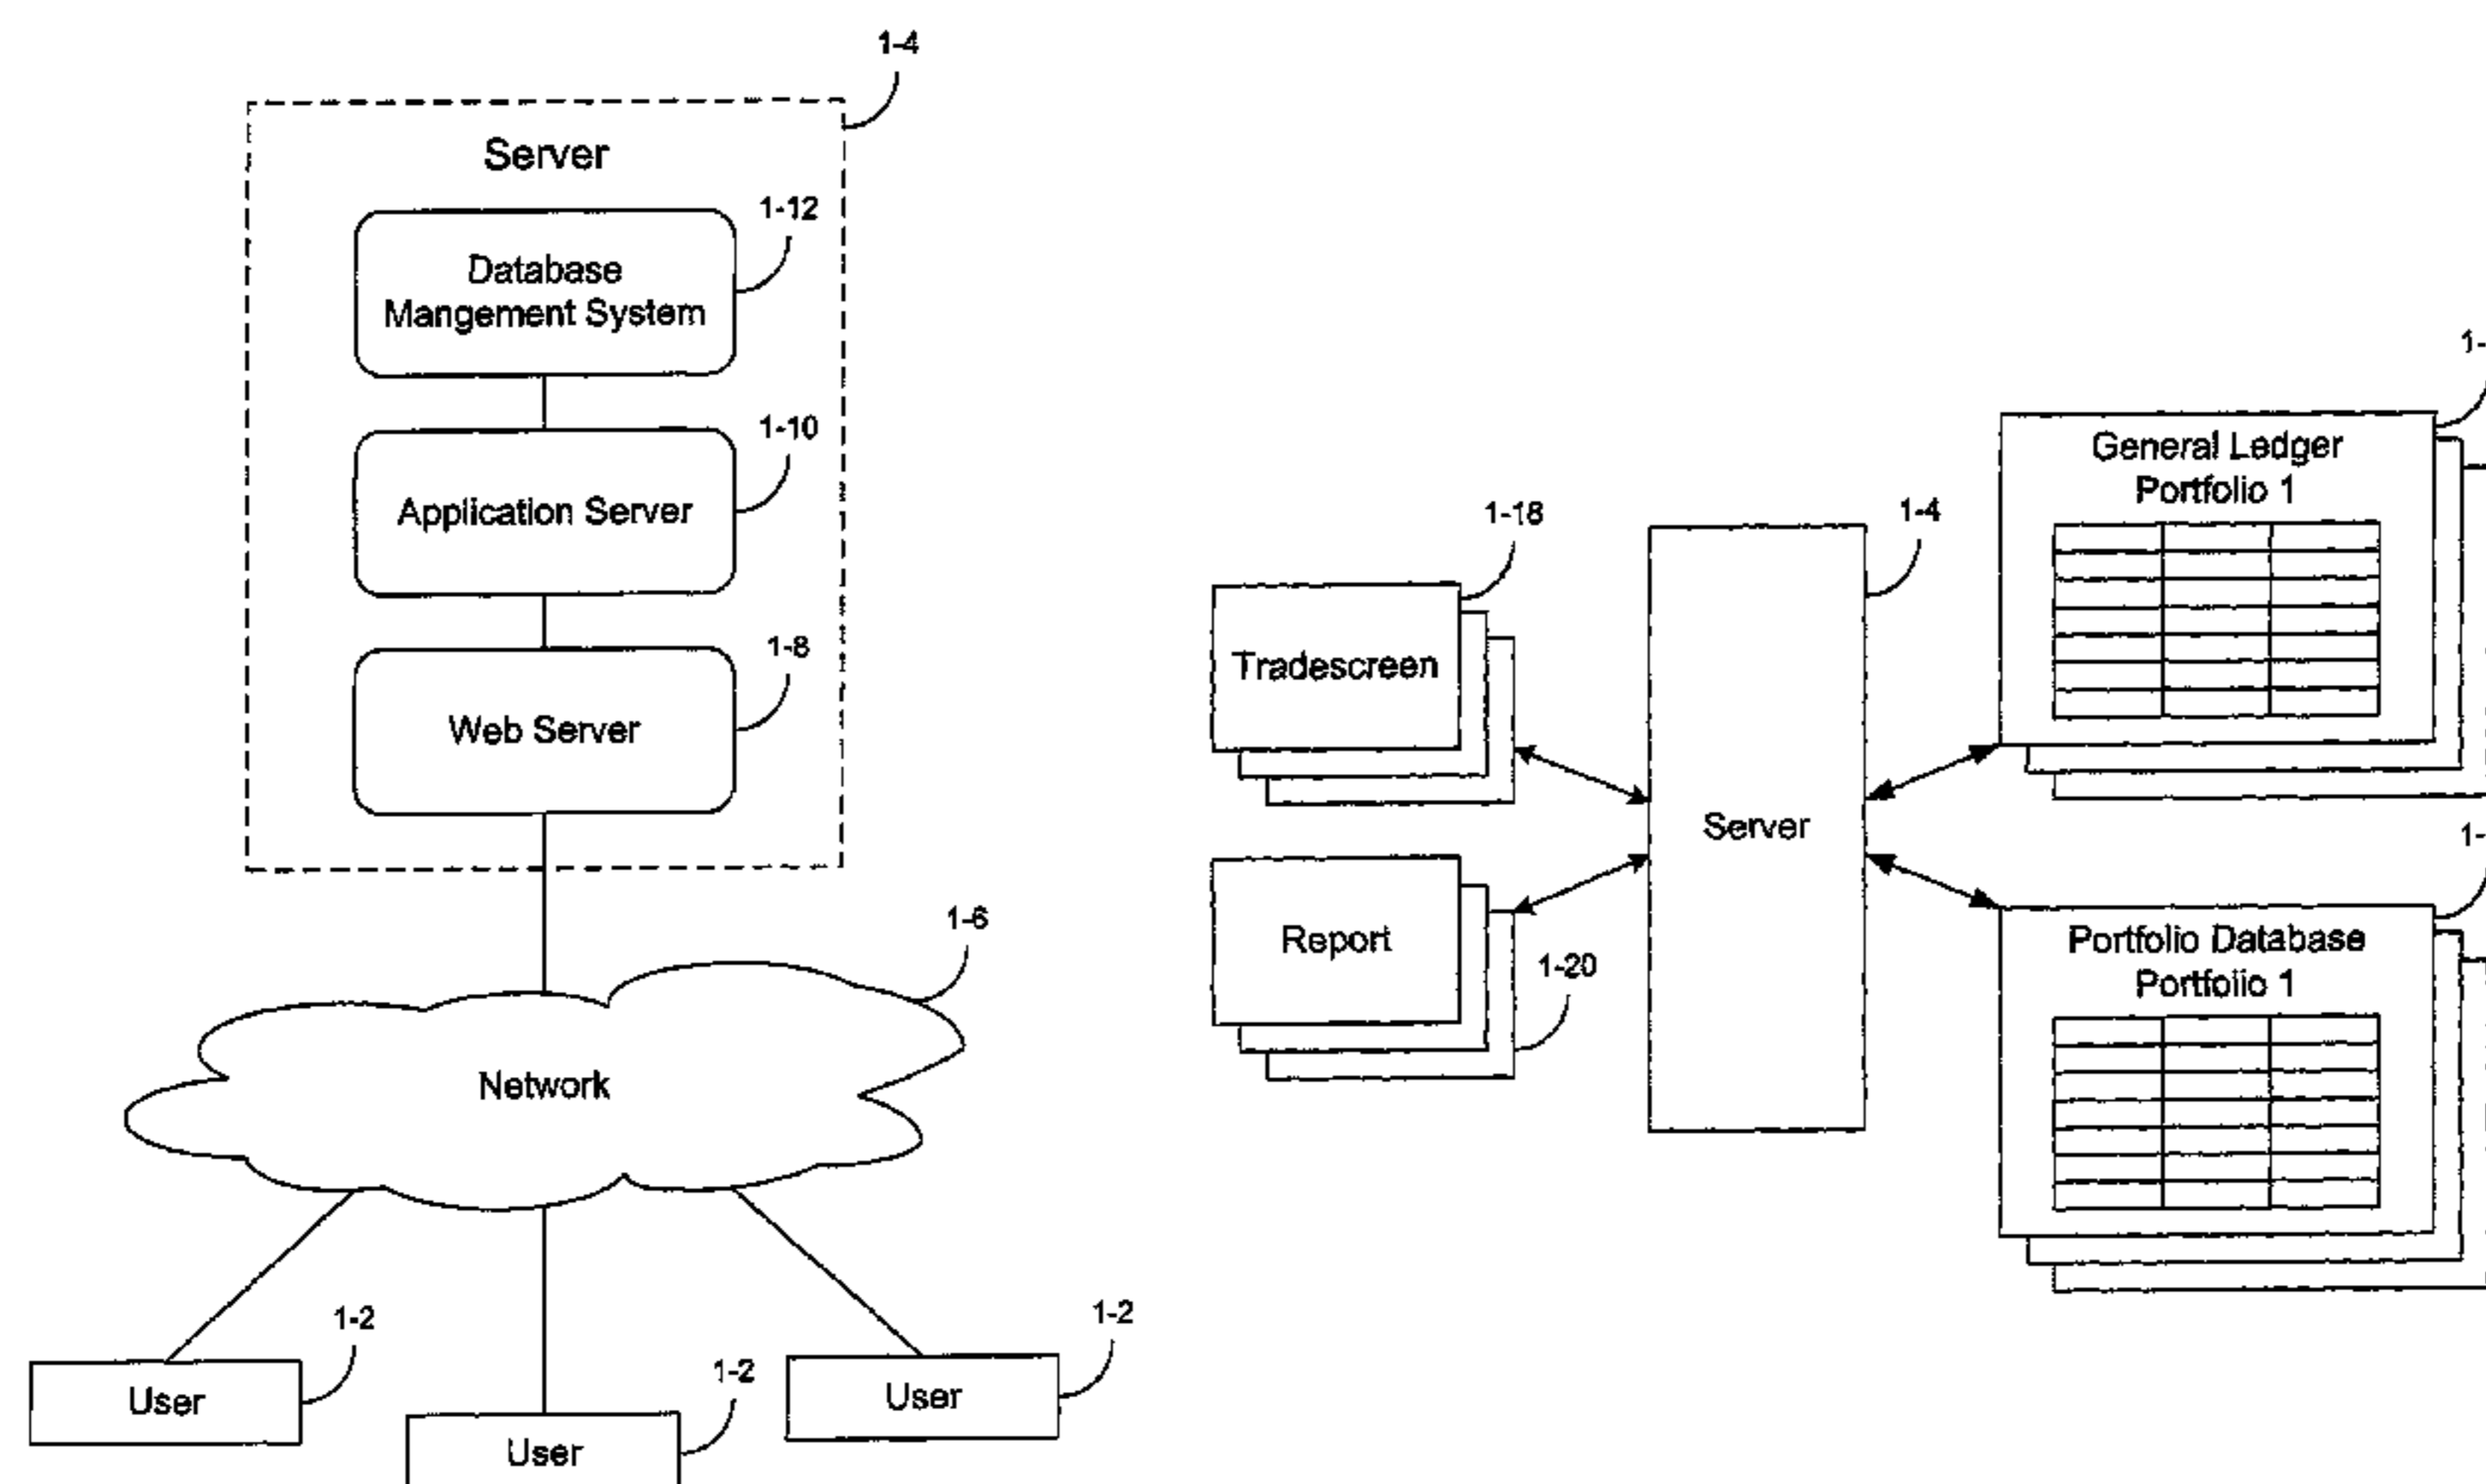 1-4
Server
1-12
Database
Mangement System
1-10
Application Server
1-8
Web Server
1-6
Network
1-2
User
1-2
User
1-2
User
1-18
Tradescreen
1-4
Server
Report
1-20
1-
General Ledger
Portfolio 1
1-
Portfolio Database
Portfolio 1